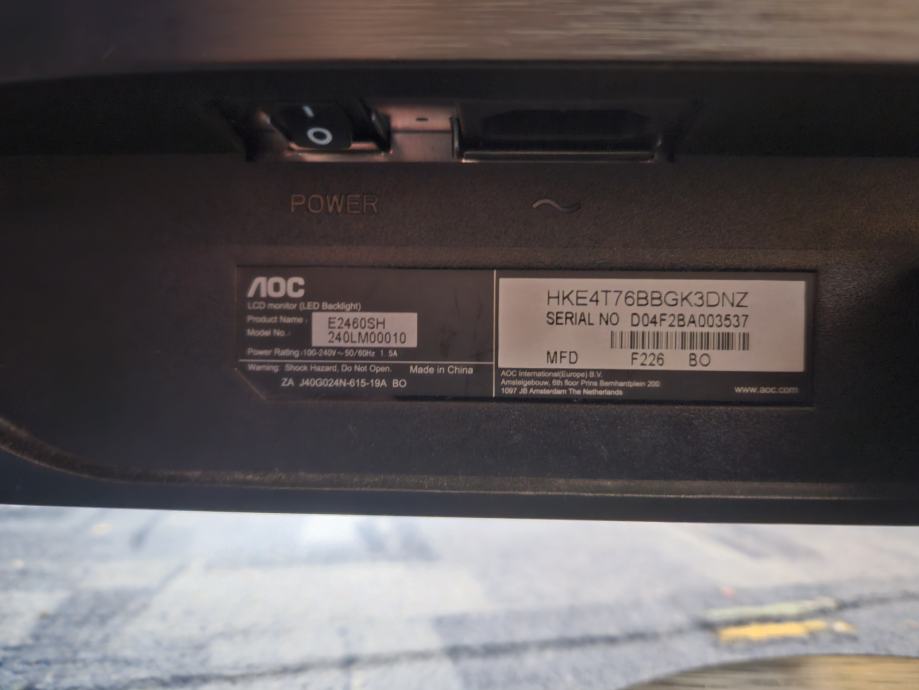 POWER
AOC
LCD monitor (LED Backlight)
Product Name :
E2460SH
Model No. :
240LM00010
Power Rating :100-240V~50/60Hz 1.5A
Warning: Shock Hazard, Do Not Open.
Made in China
ZA J40G024N-615-19A BO
HKE4T76BBGK3DNZ
SERIAL NO D04F2BA003537
MFD F226 BO
AOC International(Europe) B.V.
Amstelgebouw, 6th floor Prins Bernhardplein 200
1097 JB Amsterdam The Netherlands
www.aoc.com